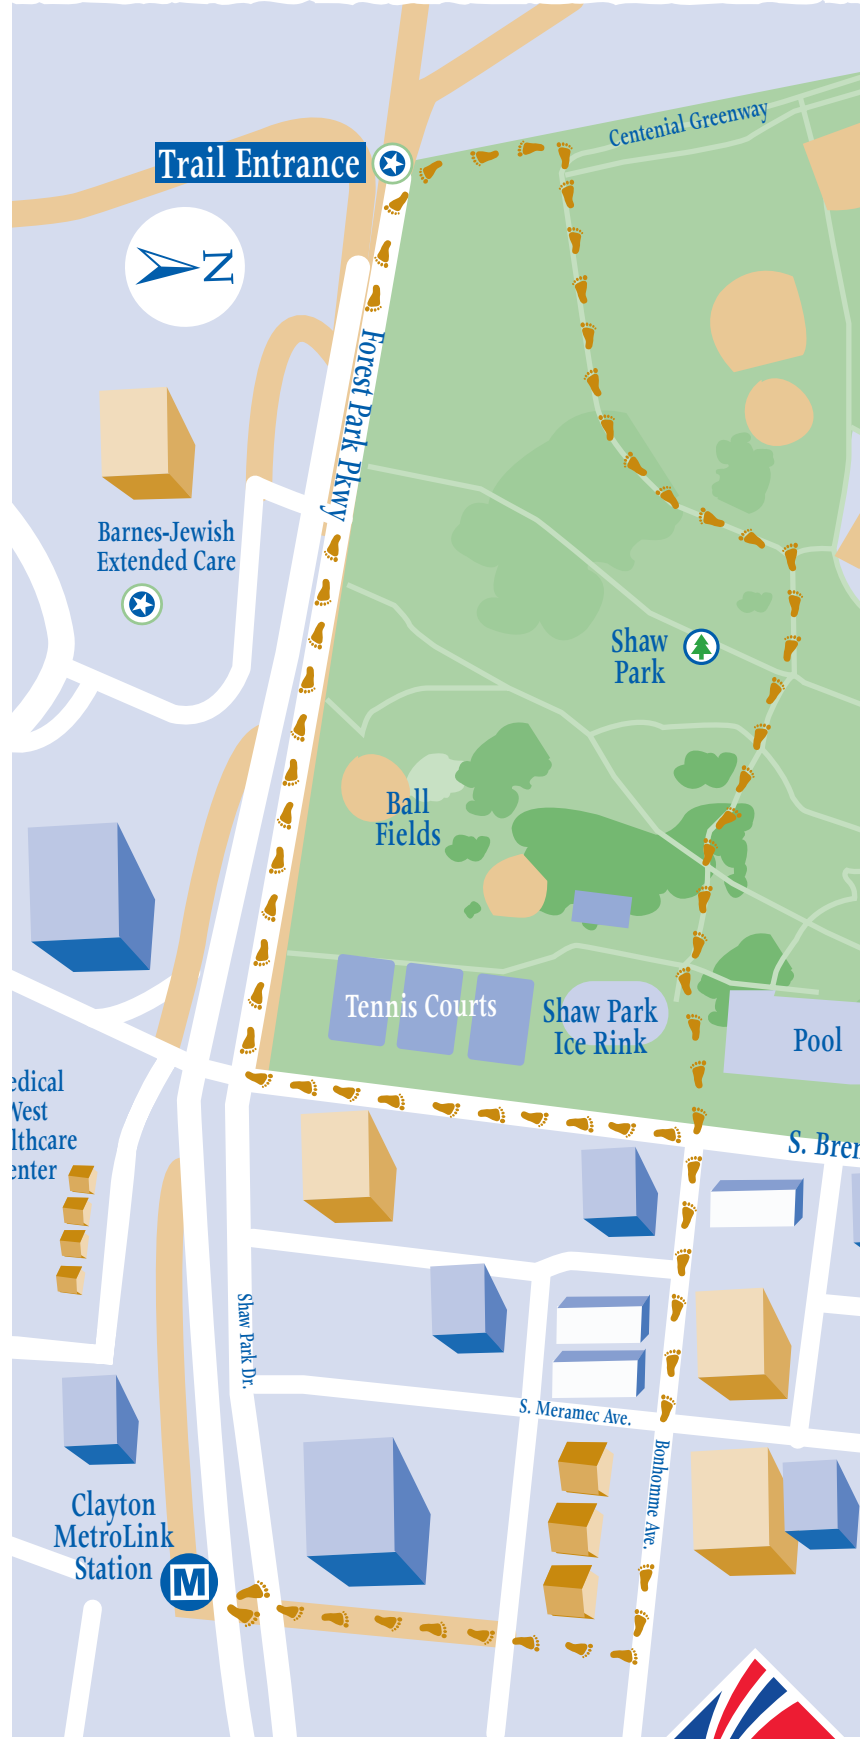 Centenial Greenway
Trail Entrance
N
Forest Park Pkwy
Barnes-Jewish
Extended Care
Shaw
Park
Ball
Fields
Tennis Courts
Shaw Park
Ice Rink
Pool
edical
West
lthcare
enter
S. Bren
Shaw Park Dr.
S. Meramec Ave.
Bonhomme Ave.
Clayton
MetroLink
Station
M